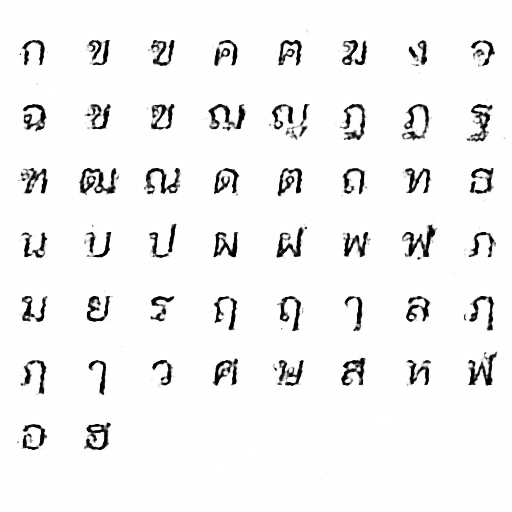 ก ข ฃ ค ฅ ฆ ง จ
ฉ ช ซ ฌ ญ ฎ ฏ ฐ
ฑ ฒ ณ ด ต ถ ท ธ
น บ ป ผ ฝ พ ฟ ภ
ม ย ร ฤ ฤ ๅ ล ฦ
ฦ ๅ ว ศ ษ ส ห ฬ
อ ฮ